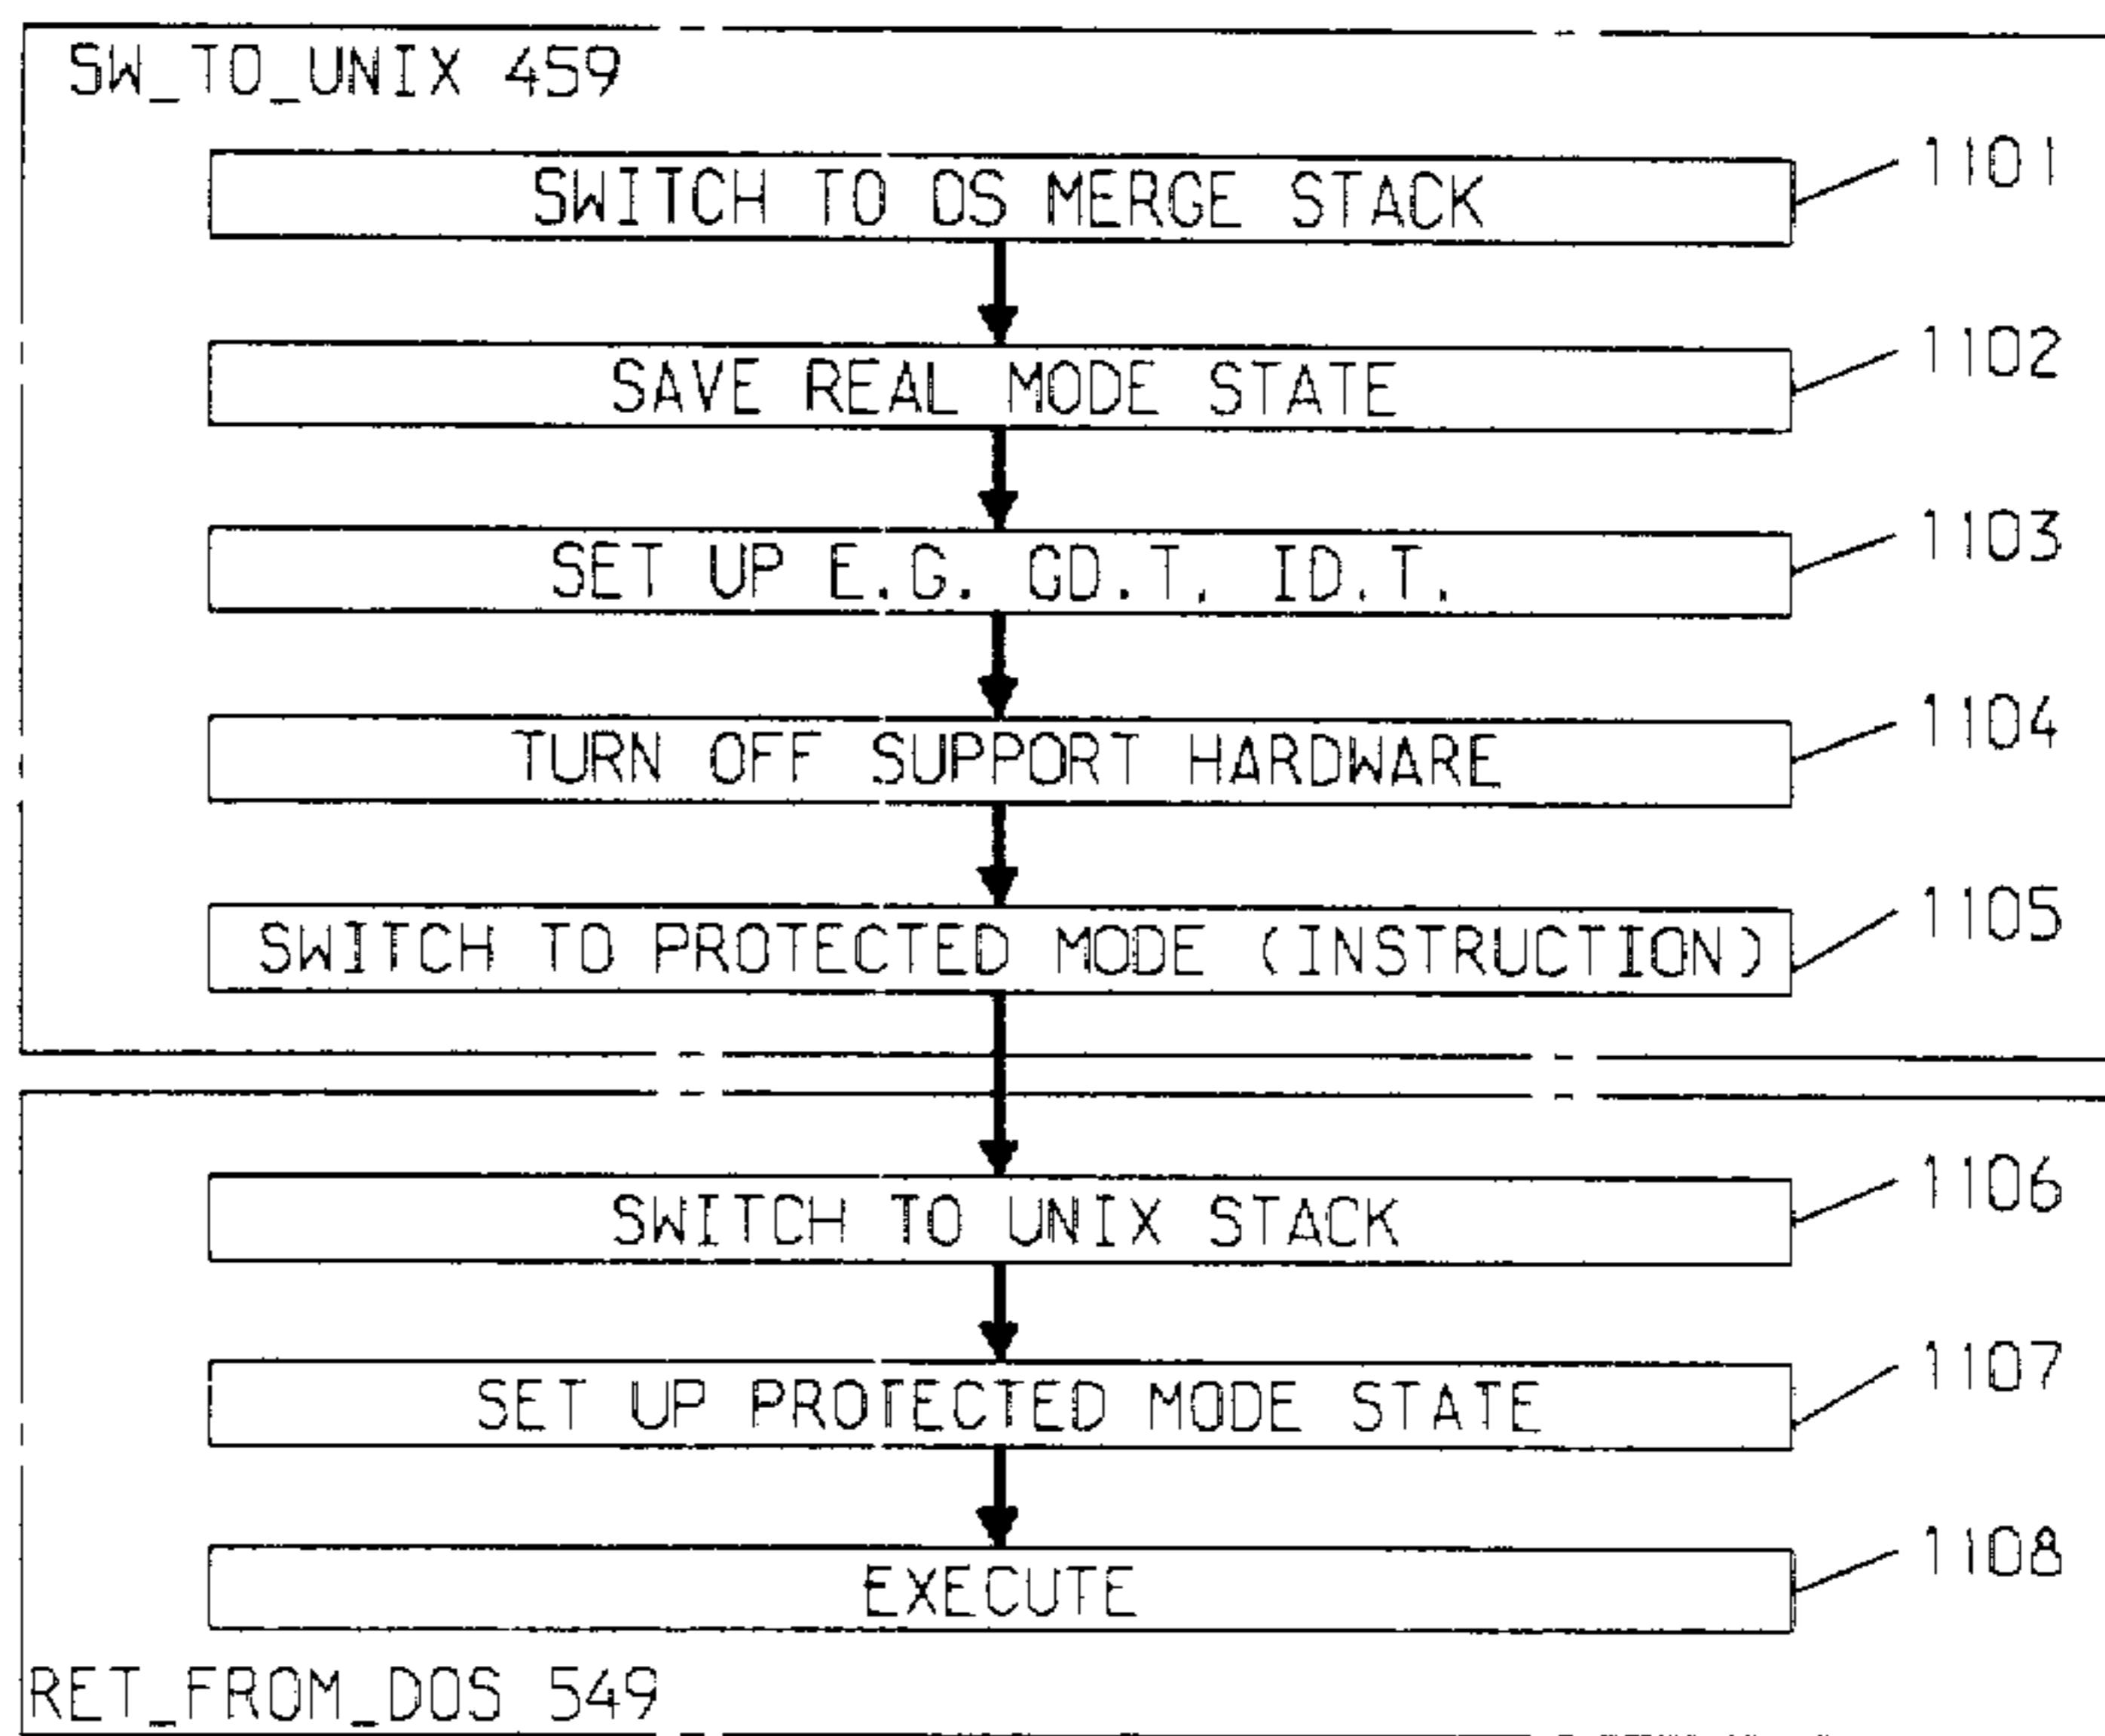 SW_TO_UNIX 459
SWITCH TO OS MERGE STACK
1101
SAVE REAL MODE STATE
1102
SET UP E.G. GD.T, ID.T.
1103
TURN OFF SUPPORT HARDWARE
1104
SWITCH TO PROTECTED MODE (INSTRUCTION)
1105
SWITCH TO UNIX STACK
1106
SET UP PROTECTED MODE STATE
1107
EXECUTE
1108
RET_FROM_DOS 549